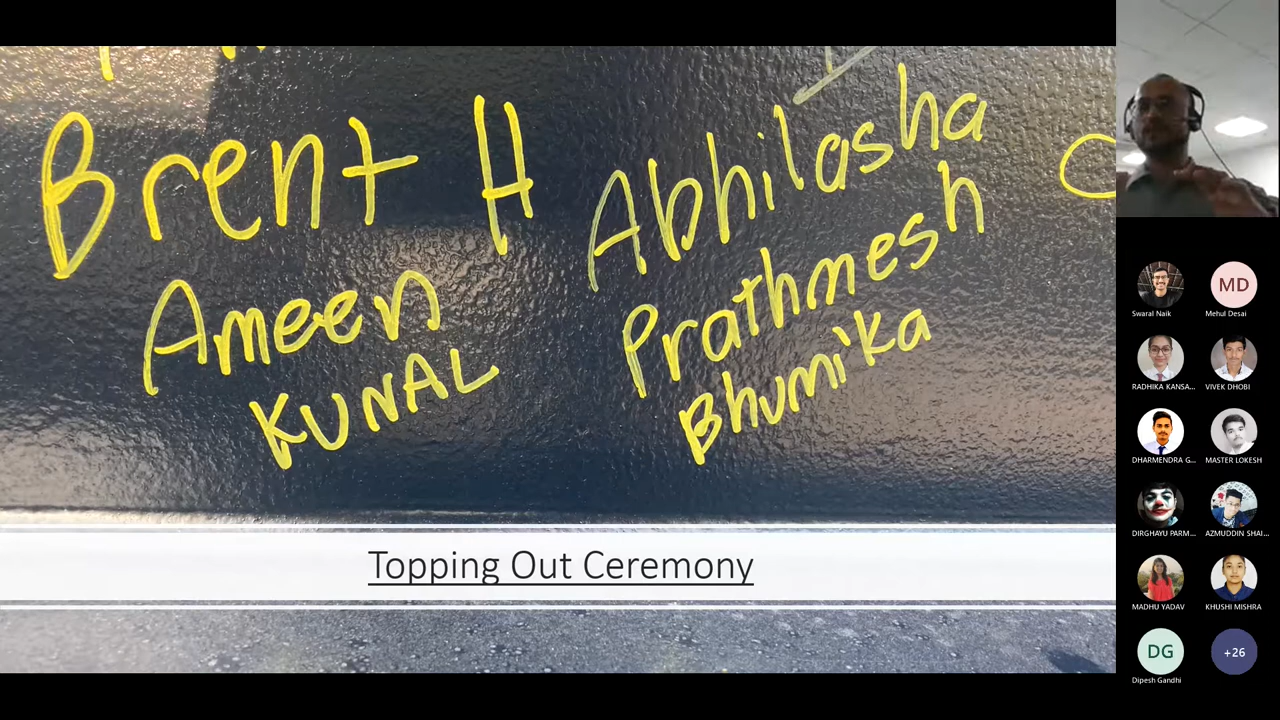 Brent H
Ameen
KUNAL
Abhilasha
Prathmesh
Bhumika
Topping Out Ceremony
Swaral Naik
MD
Mehul Desai
RADHIKA KANSA...
VIVEK DHOBI
DHARMENDRA G...
MASTER LOKESH
DIRGHAYU PARM...
AZMUDDIN SHAI...
MADHU YADAV
KHUSHI MISHRA
DG
Dipesh Gandhi
+26